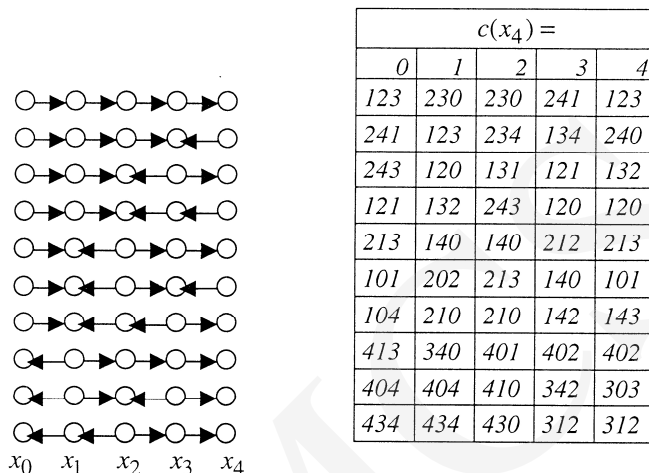 c(x₄) =
0 1 2 3 4
123 230 230 241 123
241 123 234 134 240
243 120 131 121 132
121 132 243 120 120
213 140 140 212 213
101 202 213 140 101
104 210 210 142 143
413 340 401 402 402
404 404 410 342 303
434 434 430 312 312
x₀ x₁ x₂ x₃ x₄